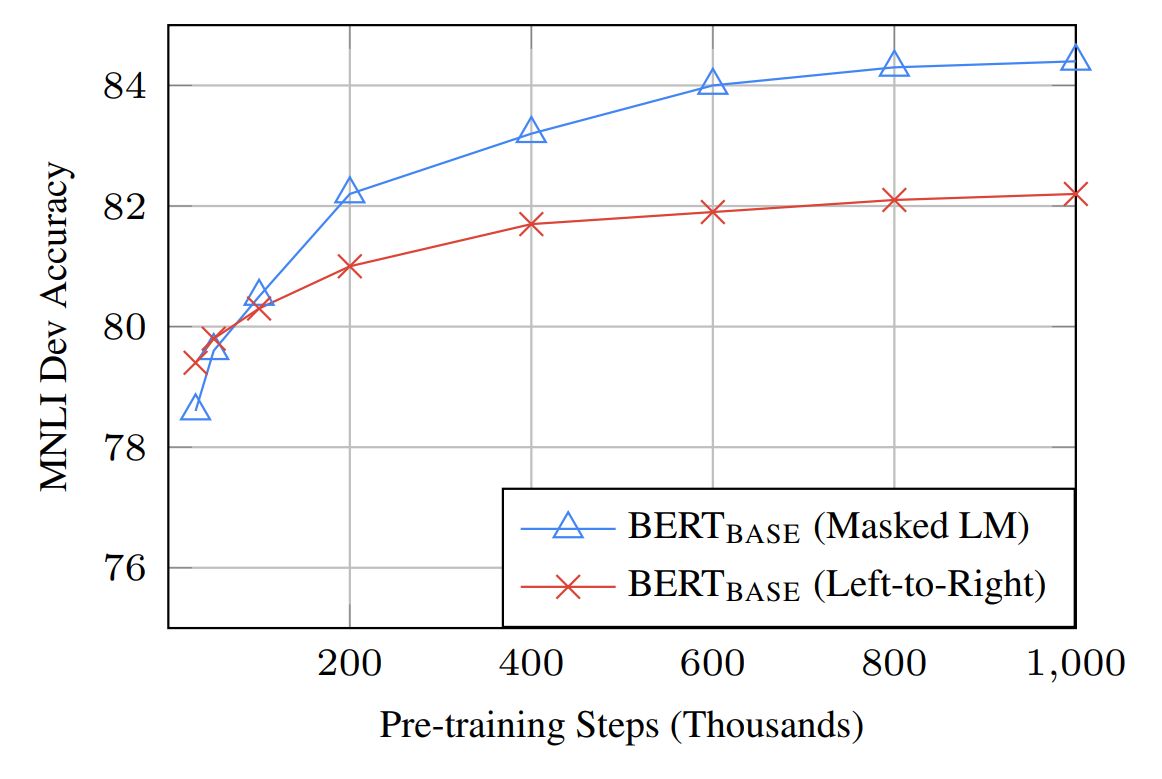 84
82
80
78
76
MNLI Dev Accuracy
BERTBASE (Masked LM)
BERTBASE (Left-to-Right)
200 400 600 800 1,000
Pre-training Steps (Thousands)